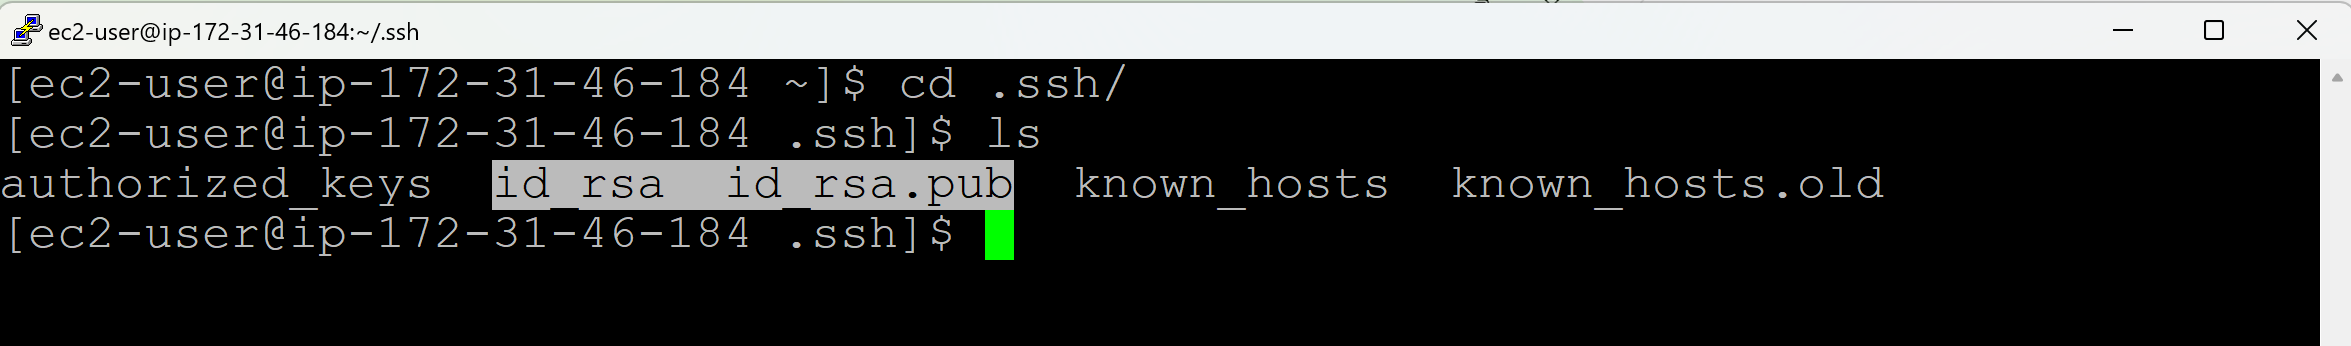 ec2-user@ip-172-31-46-184:~/.ssh
[ec2-user@ip-172-31-46-184 ~]$ cd .ssh/
[ec2-user@ip-172-31-46-184 .ssh]$ ls
authorized_keys  id_rsa  id_rsa.pub  known_hosts  known_hosts.old
[ec2-user@ip-172-31-46-184 .ssh]$